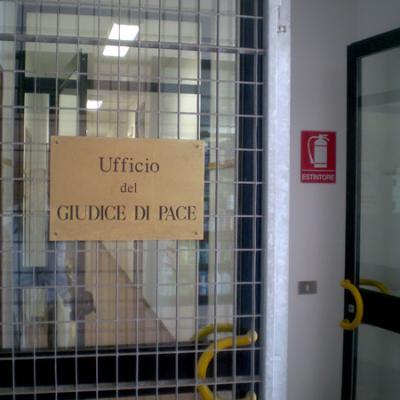 Ufficio
del
GIUDICE DI PACE
ESTINTORE